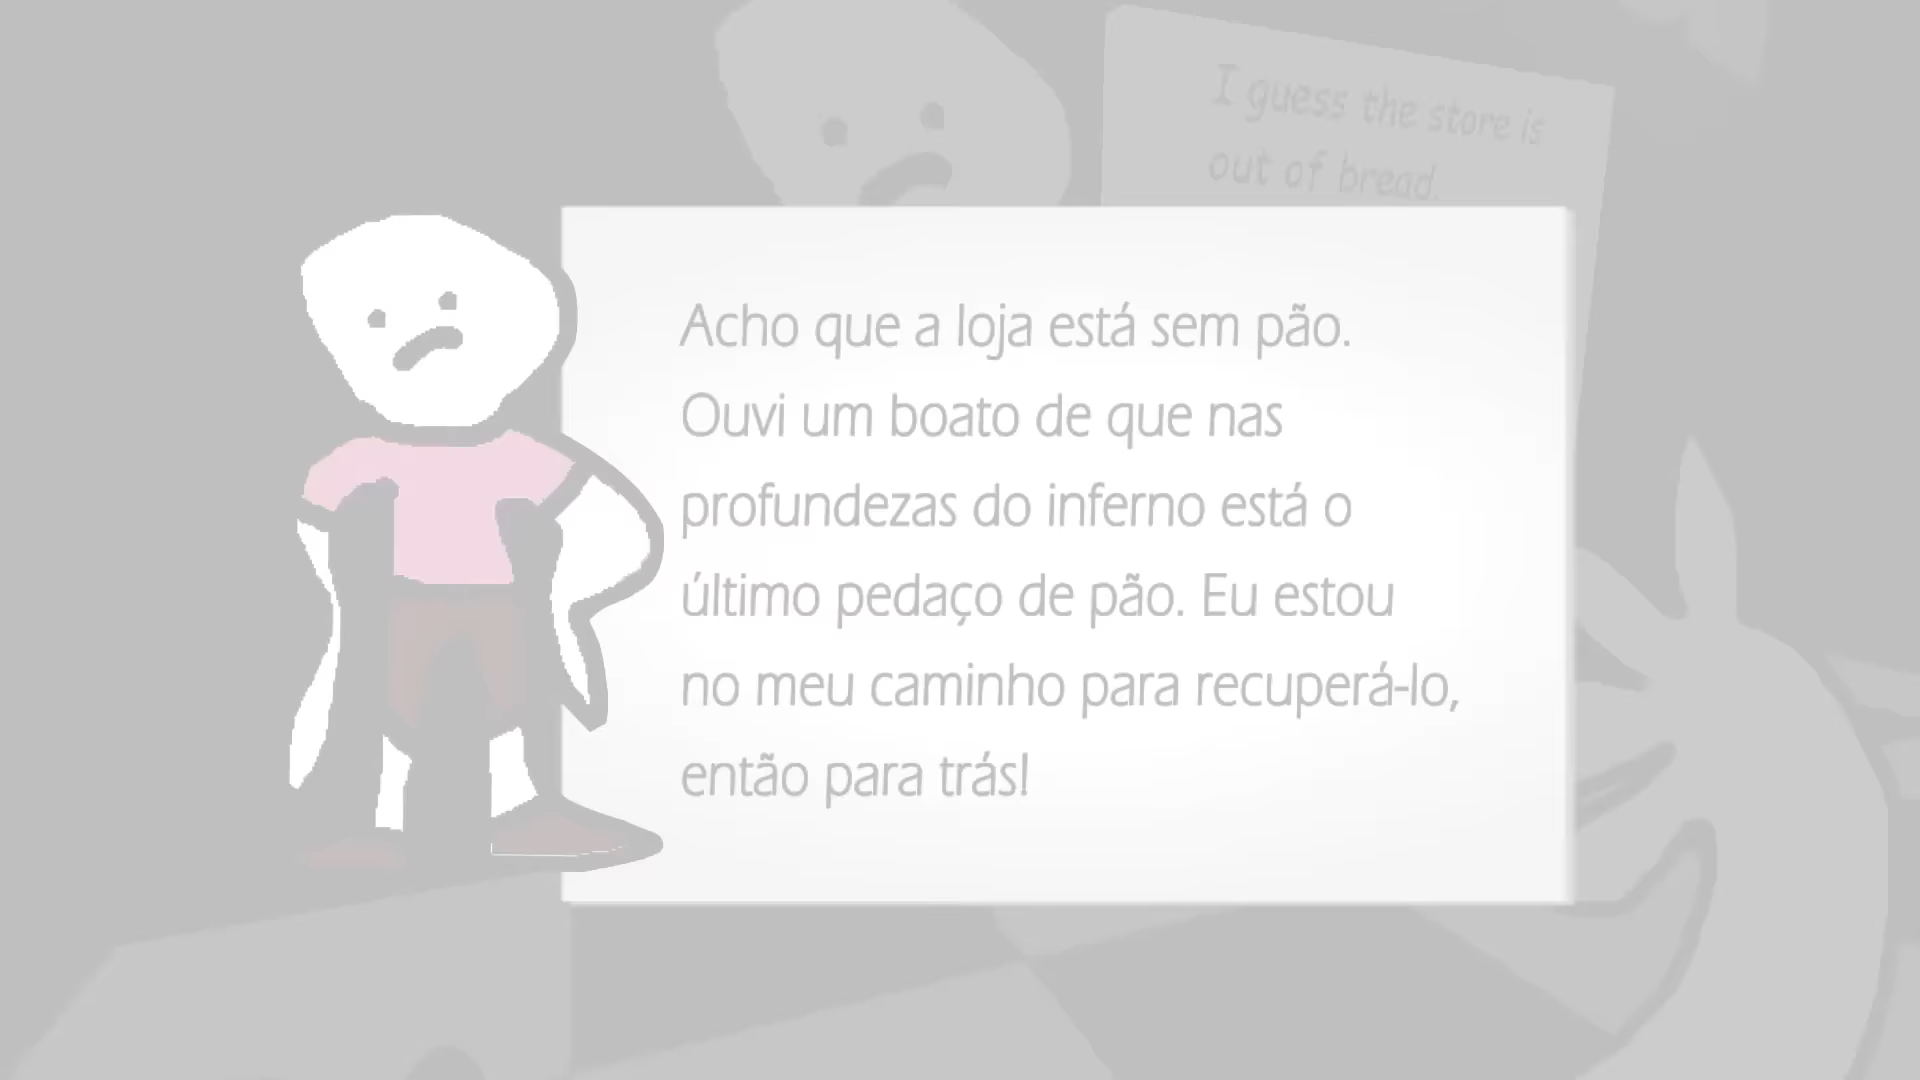 I guess the store is
out of bread.
Acho que a loja está sem pão.
Ouvi um boato de que nas
profundezas do inferno está o
último pedaço de pão. Eu estou
no meu caminho para recuperá-lo,
então para trás!